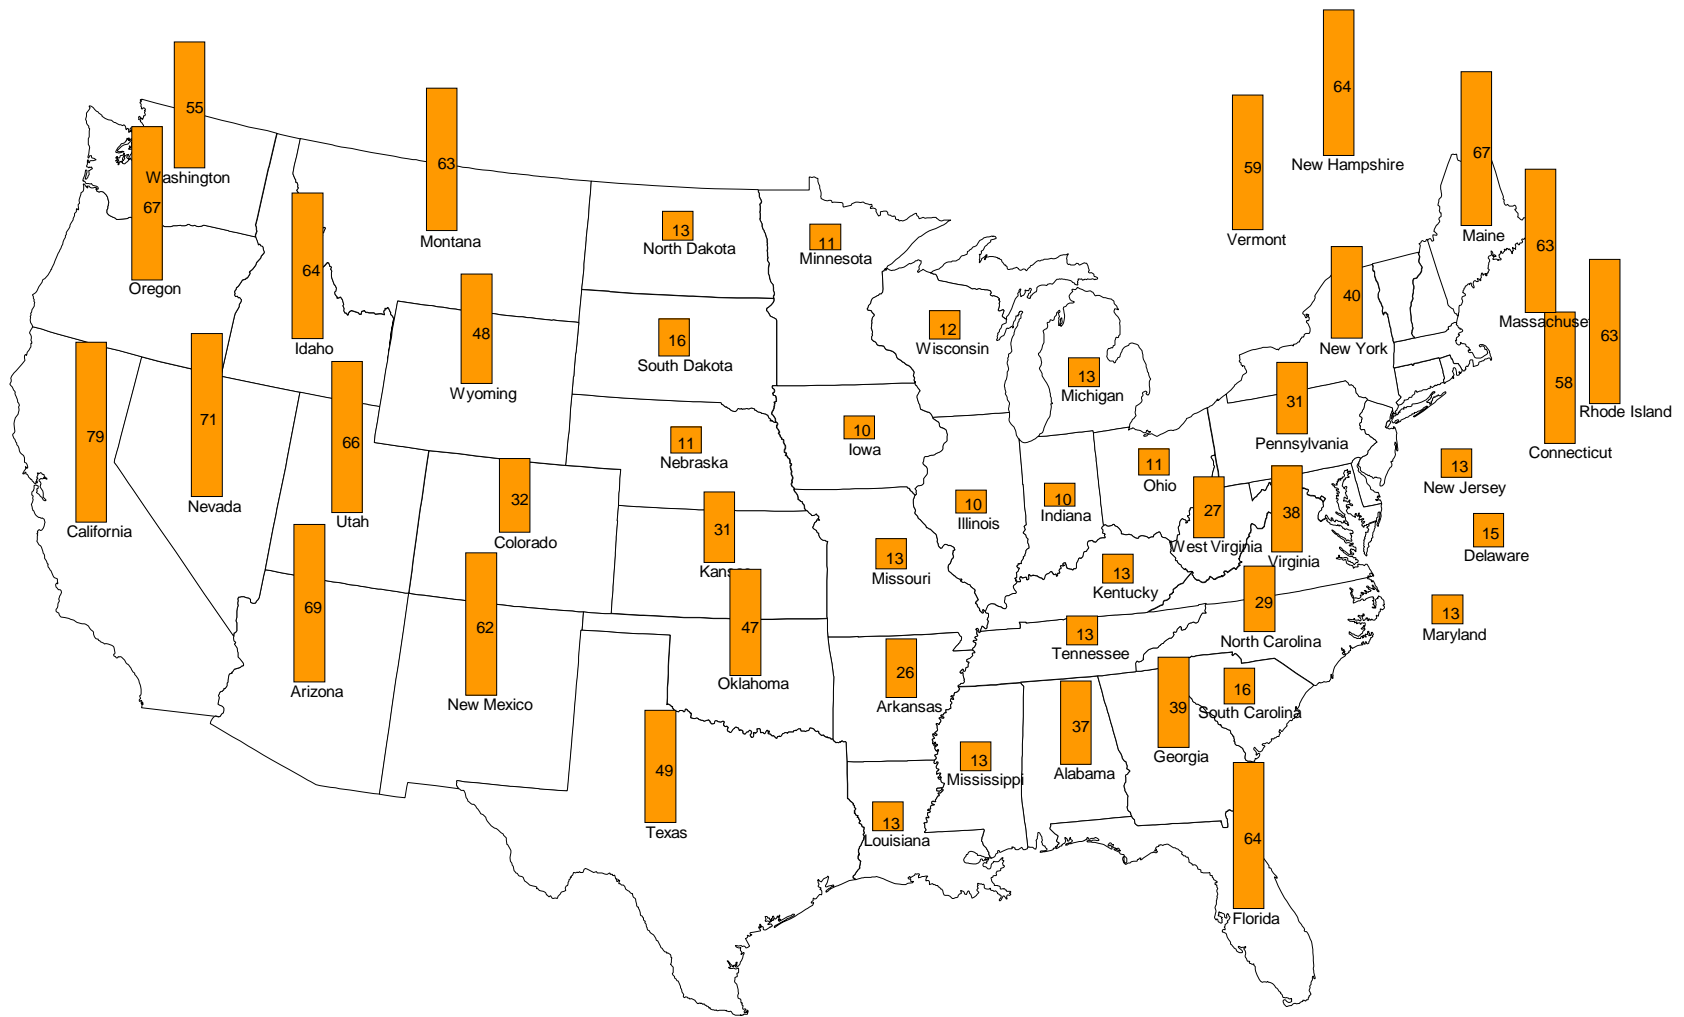 64
New Hampshire
55
Washington
67
Maine
63
Montana
59
Vermont
67
Oregon
63
Massachuse
13
North Dakota
11
Minnesota
64
Idaho
40
New York
63
Rhode Island
48
Wyoming
16
South Dakota
12
Wisconsin
13
Michigan
58
Connecticut
79
California
71
Nevada
66
Utah
31
Pennsylvania
11
Nebraska
10
Iowa
11
Ohio
13
New Jersey
32
Colorado
31
Kans
10
Illinois
10
Indiana
27
West Virginia
38
Virginia
15
Delaware
69
Arizona
62
New Mexico
47
Oklahoma
13
Missouri
13
Kentucky
29
North Carolina
13
Maryland
13
Tennessee
26
Arkansas
49
Texas
13
Mississippi
37
Alabama
39
Georgia
16
South Carolina
13
Louisiana
64
Florida